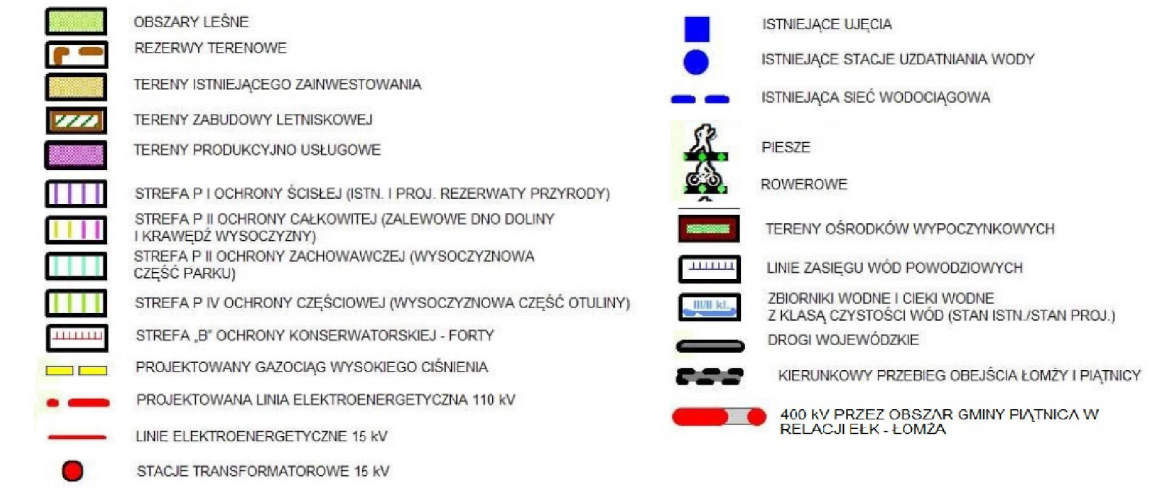 OBSZARY LEŚNE
REZERWY TERENOWE
TERENY ISTNIEJĄCEGO ZAINWESTOWANIA
TERENY ZABUDOWY LETNISKOWEJ
TERENY PRODUKCYJNO USŁUGOWE
STREFA P I OCHRONY ŚCISŁEJ (ISTN. I PROJ. REZERWATY PRZYRODY)
STREFA P II OCHRONY CAŁKOWITEJ (ZALEWOWE DNO DOLINY
I KRAWĘDŹ WYSOCZYZNY)
STREFA P II OCHRONY ZACHOWAWCZEJ (WYSOCZYZNOWA
CZĘŚĆ PARKU)
STREFA P IV OCHRONY CZĘŚCIOWEJ (WYSOCZYZNOWA CZĘŚĆ OTULINY)
STREFA „B" OCHRONY KONSERWATORSKIEJ - FORTY
PROJEKTOWANY GAZOCIĄG WYSOKIEGO CIŚNIENIA
PROJEKTOWANA LINIA ELEKTROENERGETYCZNA 110 kV
LINIE ELEKTROENERGETYCZNE 15 kV
STACJE TRANSFORMATOROWE 15 kV
ISTNIEJĄCE UJĘCIA
ISTNIEJĄCE STACJE UZDATNIANIA WODY
ISTNIEJĄCA SIEĆ WODOCIĄGOWA
PIESZE
ROWEROWE
TERENY OŚRODKÓW WYPOCZYNKOWYCH
LINIE ZASIĘGU WÓD POWODZIOWYCH
III/II kl.
ZBIORNIKI WODNE I CIEKI WODNE
Z KLASĄ CZYSTOŚCI WÓD (STAN ISTN./STAN PROJ.)
DROGI WOJEWÓDZKIE
KIERUNKOWY PRZEBIEG OBEJŚCIA ŁOMŻY I PIĄTNICY
400 kV PRZEZ OBSZAR GMINY PIĄTNICA W
RELACJI EŁK - ŁOMŻA